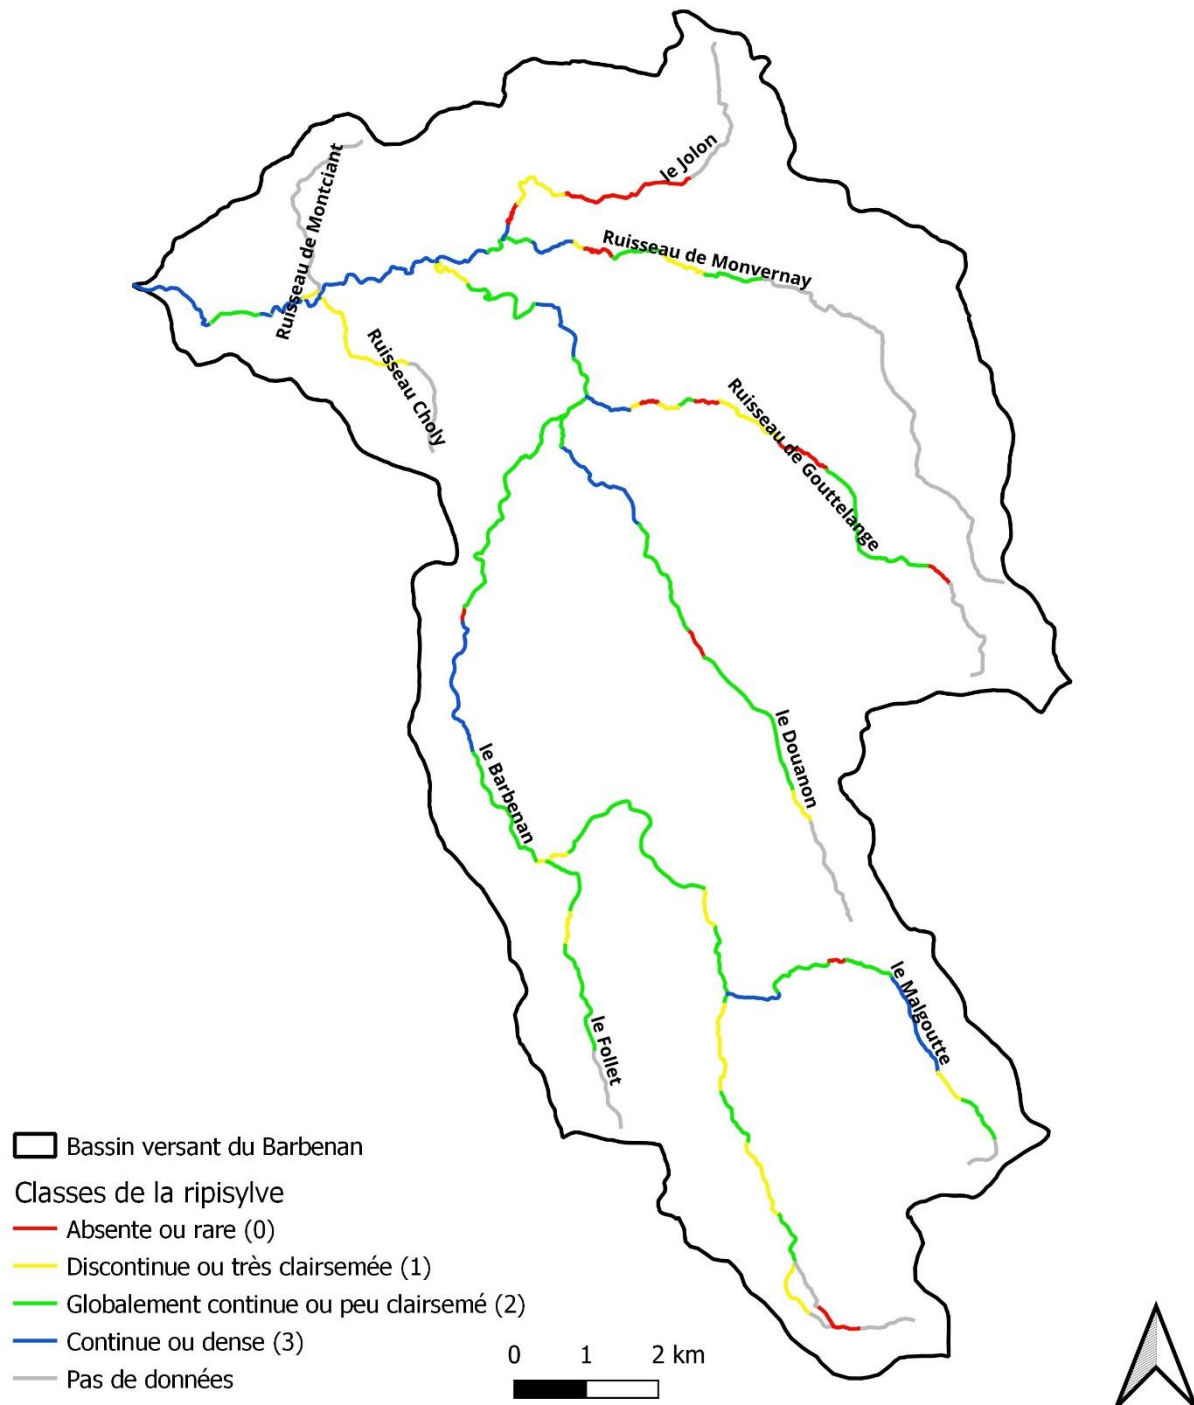 le Jolon
Ruisseau de Montciant
Ruisseau de Monvernay
Ruisseau Choly
Ruisseau de Gouttelange
le Douanon
le Barbenan
le Malgoutte
le Follet
Bassin versant du Barbenan
Classes de la ripisylve
Absente ou rare (0)
Discontinue ou très clairsemée (1)
Globalement continue ou peu clairsemé (2)
Continue ou dense (3)
Pas de données
0 1 2 km